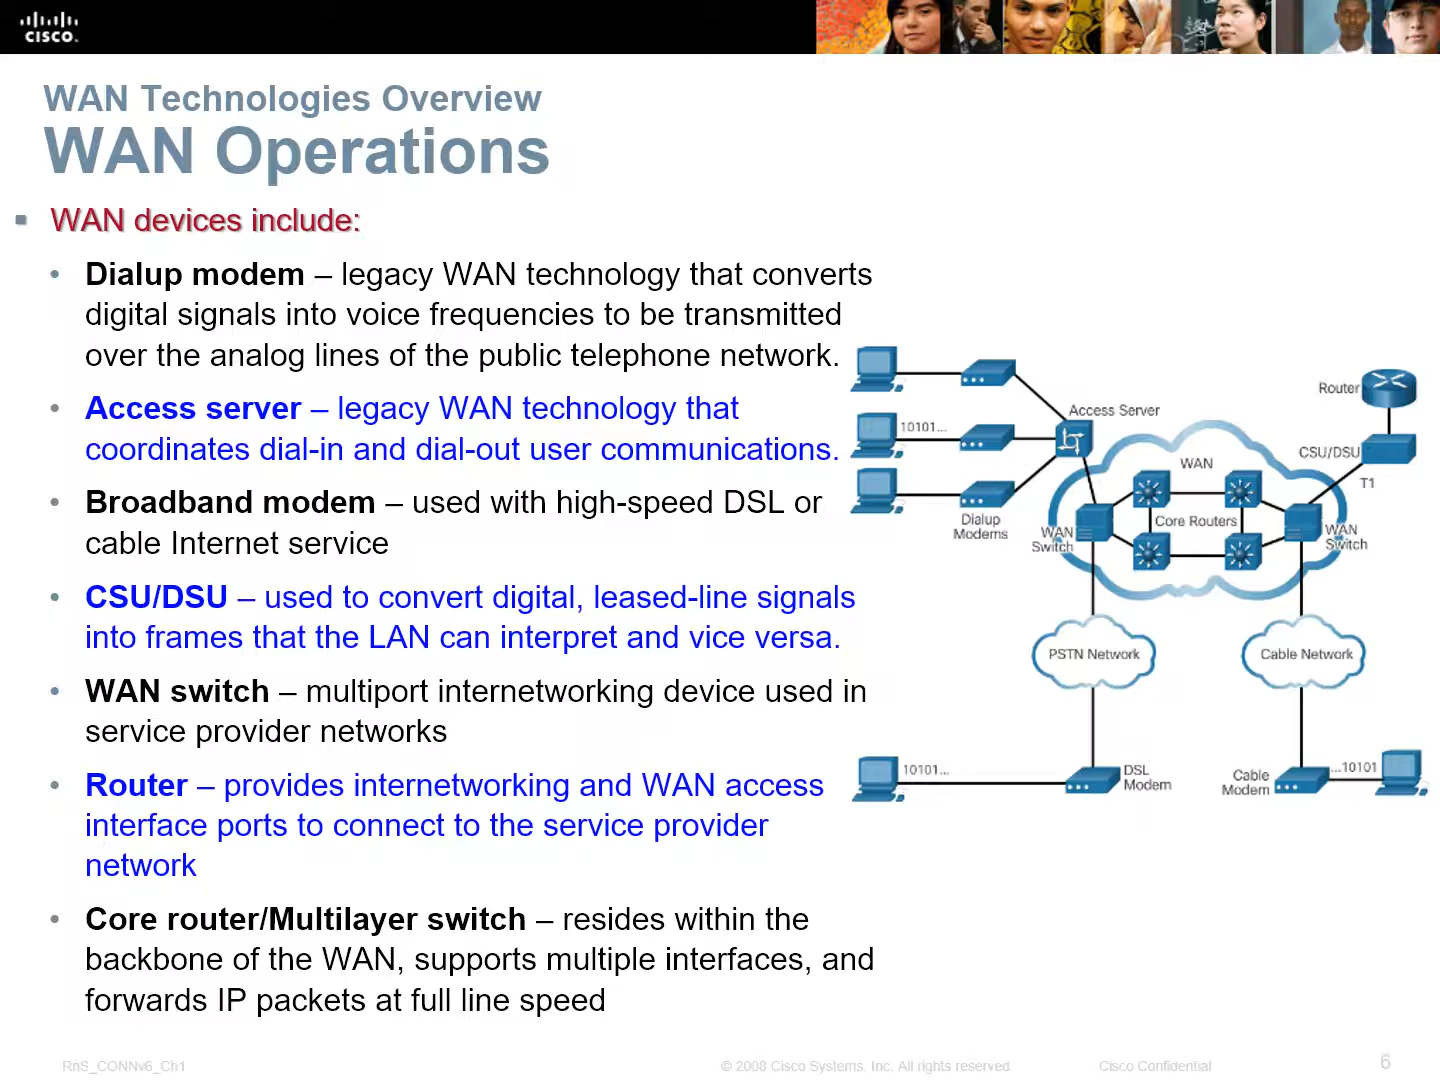 CISCO
WAN Technologies Overview
WAN Operations
WAN devices include:
Dialup modem – legacy WAN technology that converts
digital signals into voice frequencies to be transmitted
over the analog lines of the public telephone network.
Access server – legacy WAN technology that
coordinates dial-in and dial-out user communications.
Broadband modem – used with high-speed DSL or
cable Internet service
CSU/DSU – used to convert digital, leased-line signals
into frames that the LAN can interpret and vice versa.
WAN switch – multiport internetworking device used in
service provider networks
Router – provides internetworking and WAN access
interface ports to connect to the service provider
network
Core router/Multilayer switch – resides within the
backbone of the WAN, supports multiple interfaces, and
forwards IP packets at full line speed
Router
Access Server
10101...
CSU/DSU
WAN
T1
Dialup
Modems
Core Routers
WAN
Switch
WAN
Switch
PSTN Network
Cable Network
10101...
DSL
Modem
Cable
Modem
...10101
RnS_CONNv6_Ch1
© 2008 Cisco Systems, Inc. All rights reserved.
Cisco Confidential
6